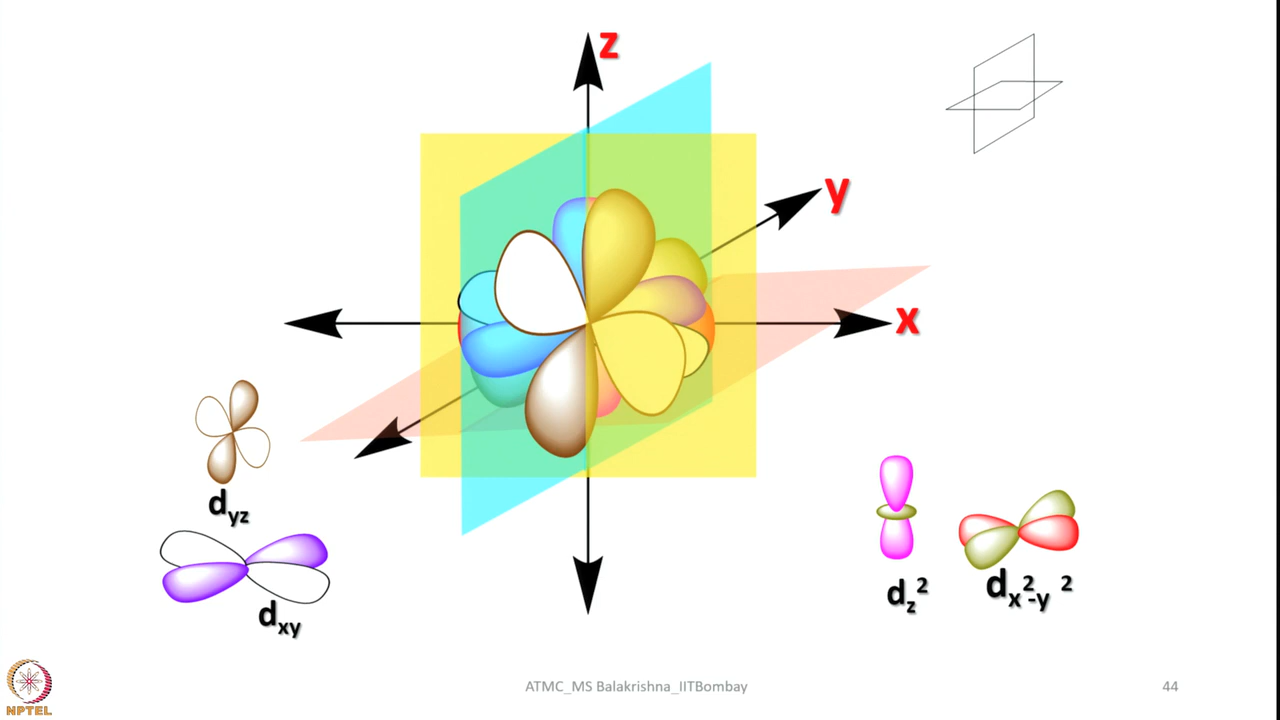 z
y
x
dyz
dxy
dz2
dx2-y2
NPTEL
ATMC_MS Balakrishna_IITBombay
44